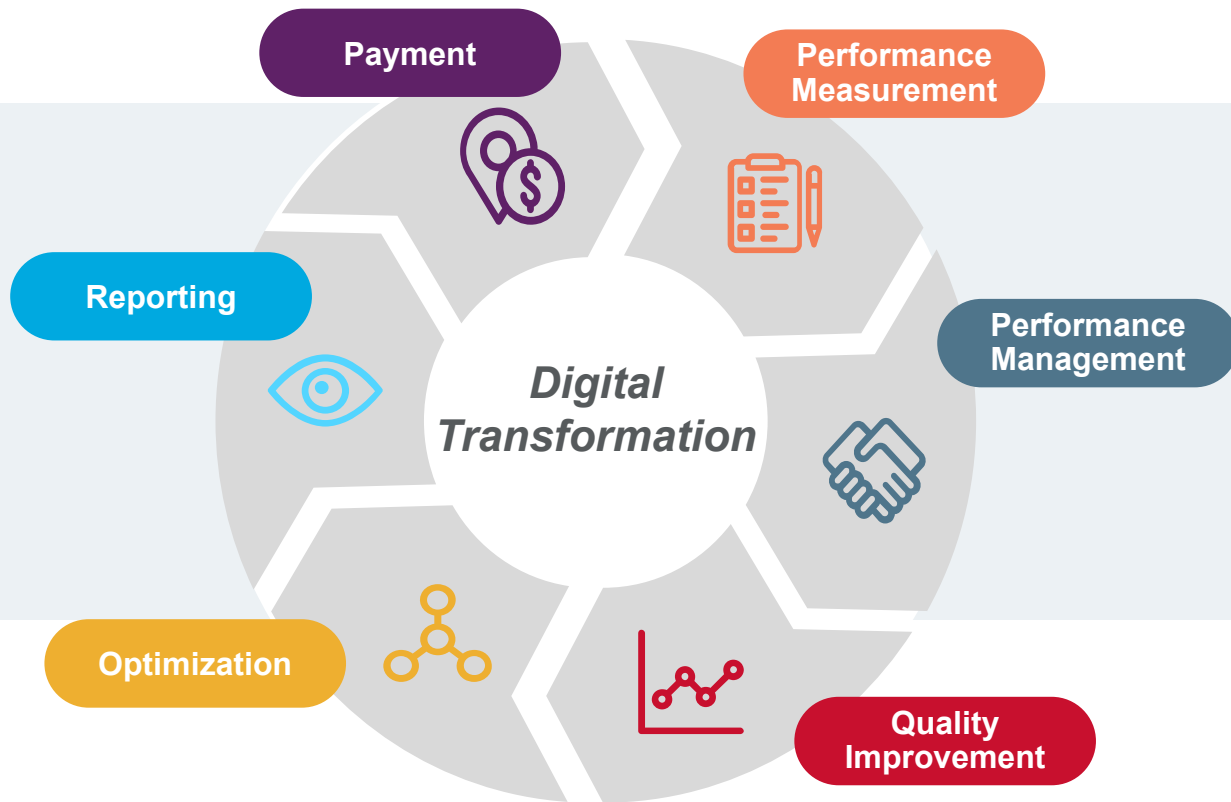 Payment
Performance
Measurement
Reporting
Performance
Management
Digital
Transformation
Optimization
Quality
Improvement
$